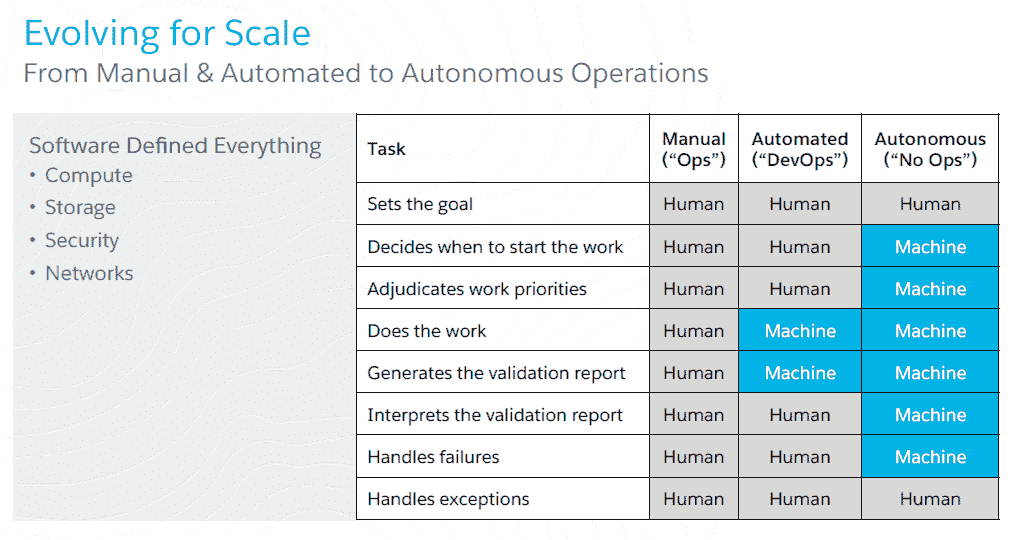 Evolving for Scale
From Manual & Automated to Autonomous Operations
Software Defined Everything
• Compute
• Storage
• Security
• Networks
Task Manual Automated Autonomous
(“Ops”) (“DevOps”) (“No Ops”)
Sets the goal Human Human Human
Decides when to start the work Human Human Machine
Adjudicates work priorities Human Human Machine
Does the work Human Machine Machine
Generates the validation report Human Machine Machine
Interprets the validation report Human Human Machine
Handles failures Human Human Machine
Handles exceptions Human Human Human